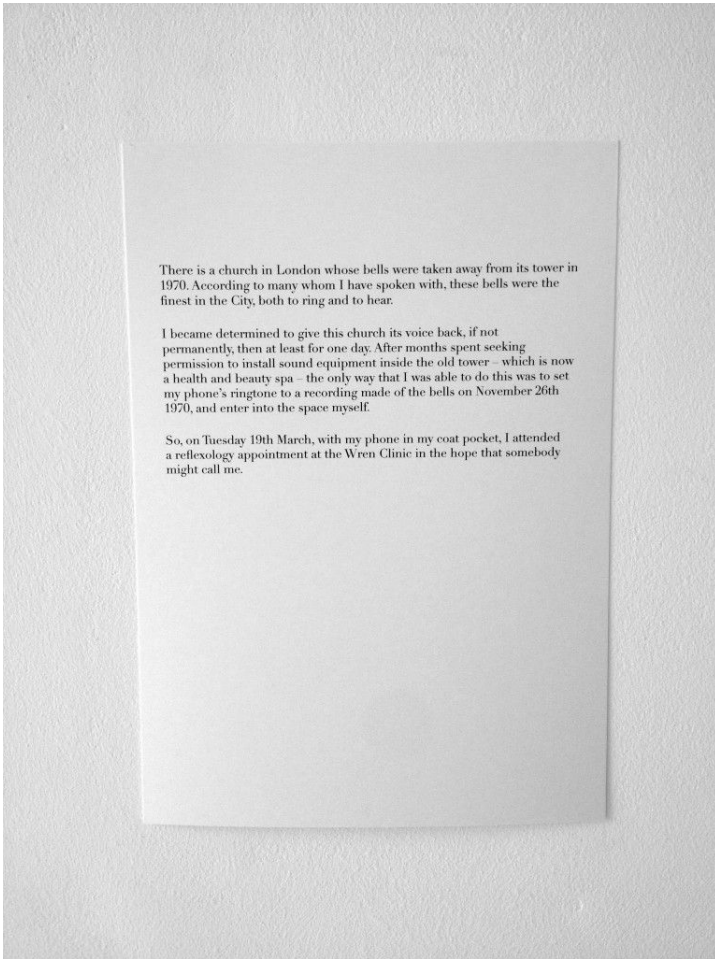 There is a church in London whose bells were taken away from its tower in
1970. According to many whom I have spoken with, these bells were the
finest in the City, both to ring and to hear.
I became determined to give this church its voice back, if not
permanently, then at least for one day. After months spent seeking
permission to install sound equipment inside the old tower – which is now
a health and beauty spa – the only way that I was able to do this was to set
my phone's ringtone to a recording made of the bells on November 26th
1970, and enter into the space myself.
So, on Tuesday 19th March, with my phone in my coat pocket, I attended
a reflexology appointment at the Wren Clinic in the hope that somebody
might call me.